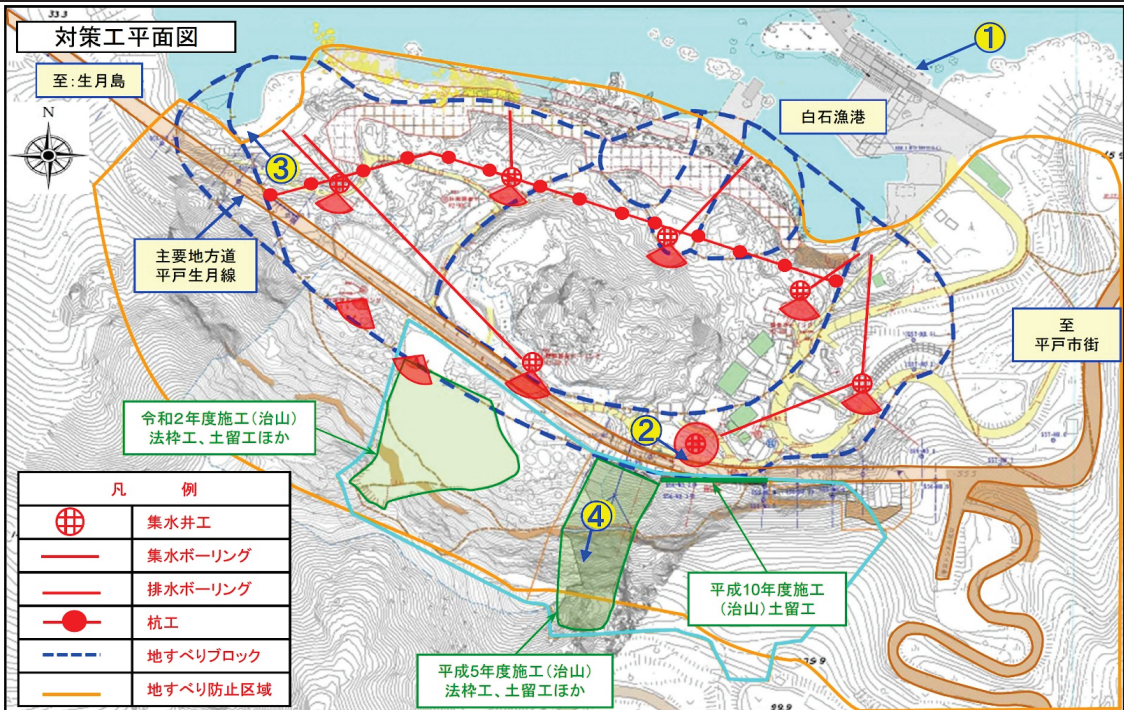 33.3
対策工平面図
至:生月島
N
①
白石漁港
③
主要地方道
平戸生月線
至
平戸市街
②
④
令和2年度施工(治山)
法枠工、土留工ほか
平成10年度施工
(治山)土留工
平成5年度施工(治山)
法枠工、土留工ほか
凡 例
集水井工
集水ボーリング
排水ボーリング
杭工
地すべりブロック
地すべり防止区域